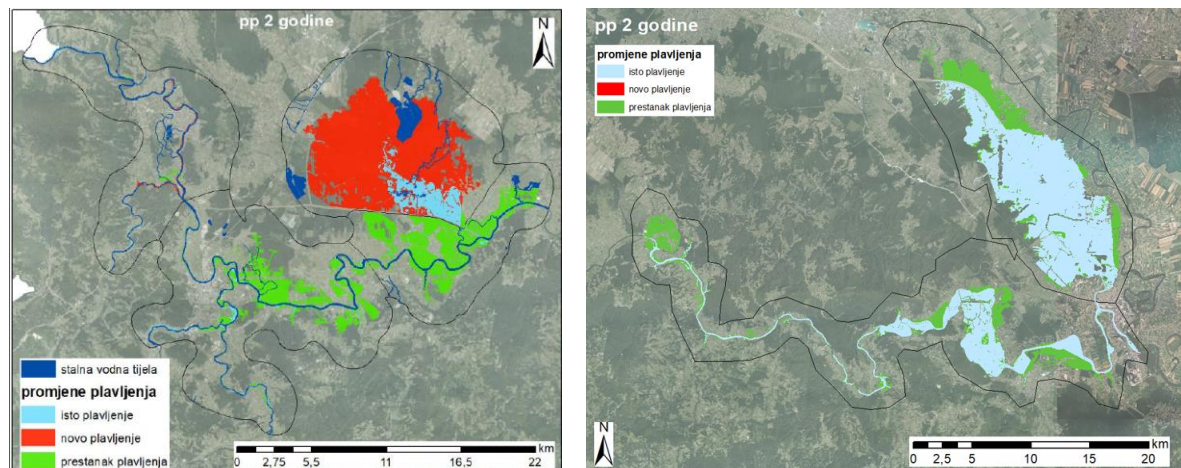 pp 2 godine
N
stalna vodna tijela
promjene plavljenja
isto plavljenje
novo plavljenje
prestanak plavljenja
km
0 2,75 5,5 11 16,5 22
pp 2 godine
promjene plavljenja
isto plavljenje
novo plavljenje
prestanak plavljenja
N
km
0 2,5 5 10 15 20